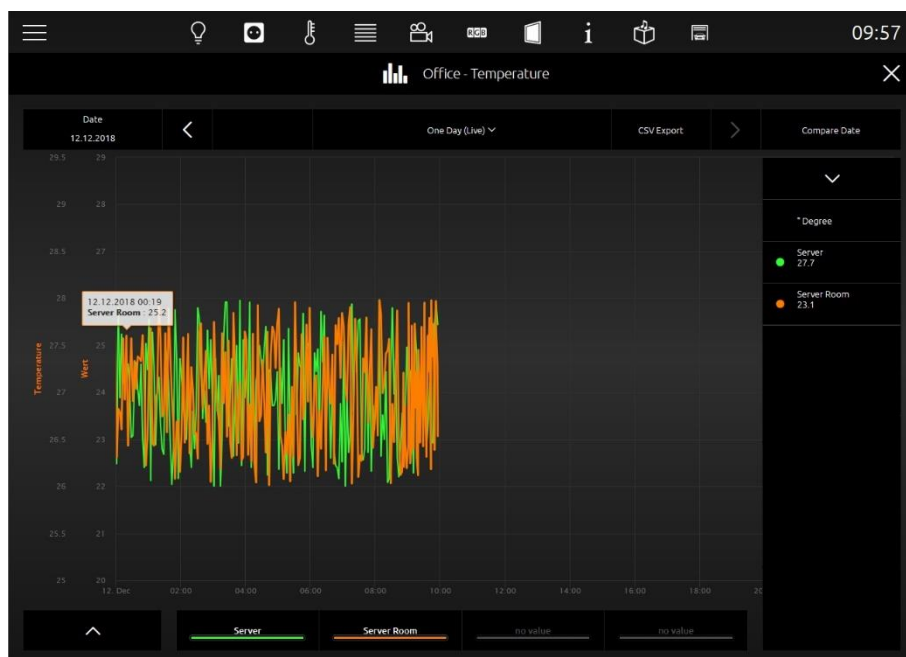 RGB
i
09:57
Office - Temperature
Date
12.12.2018
One Day (Live)
CSV Export
Compare Date
29.5
29
29
28
28.5
27
28
12.12.2018 00:19
Server Room : 25.2
27.5
25
27
24
26.5
23
26
22
25.5
21
25
20
Temperature
Wert
12. Dec
02:00
04:00
06:00
08:00
10:00
12:00
14:00
16:00
18:00
20
° Degree
Server
27.7
Server Room
23.1
Server
Server Room
no value
no value